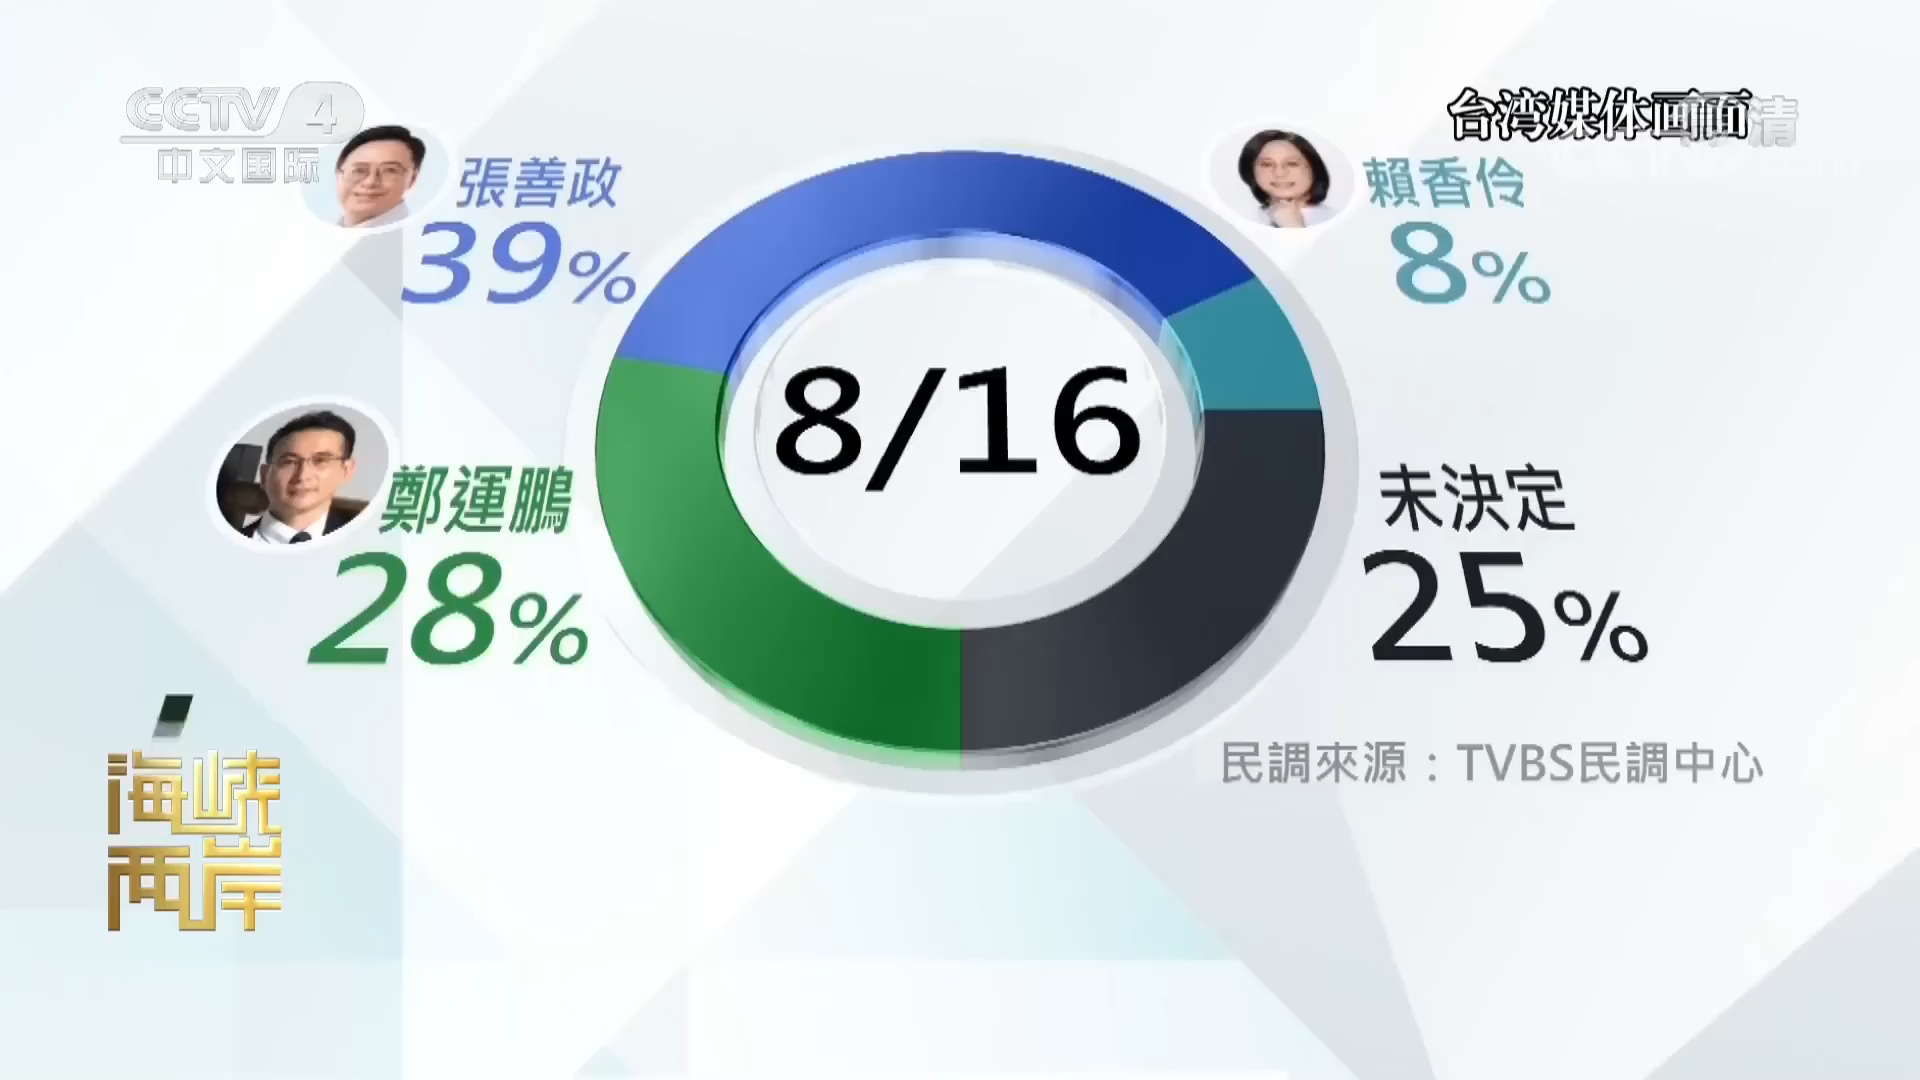 CCTV 4
中文国际
台湾媒体画面
清
張善政
39%
賴香伶
8%
8/16
鄭運鵬
28%
未決定
25%
民調來源：TVBS民調中心
海峡
两岸